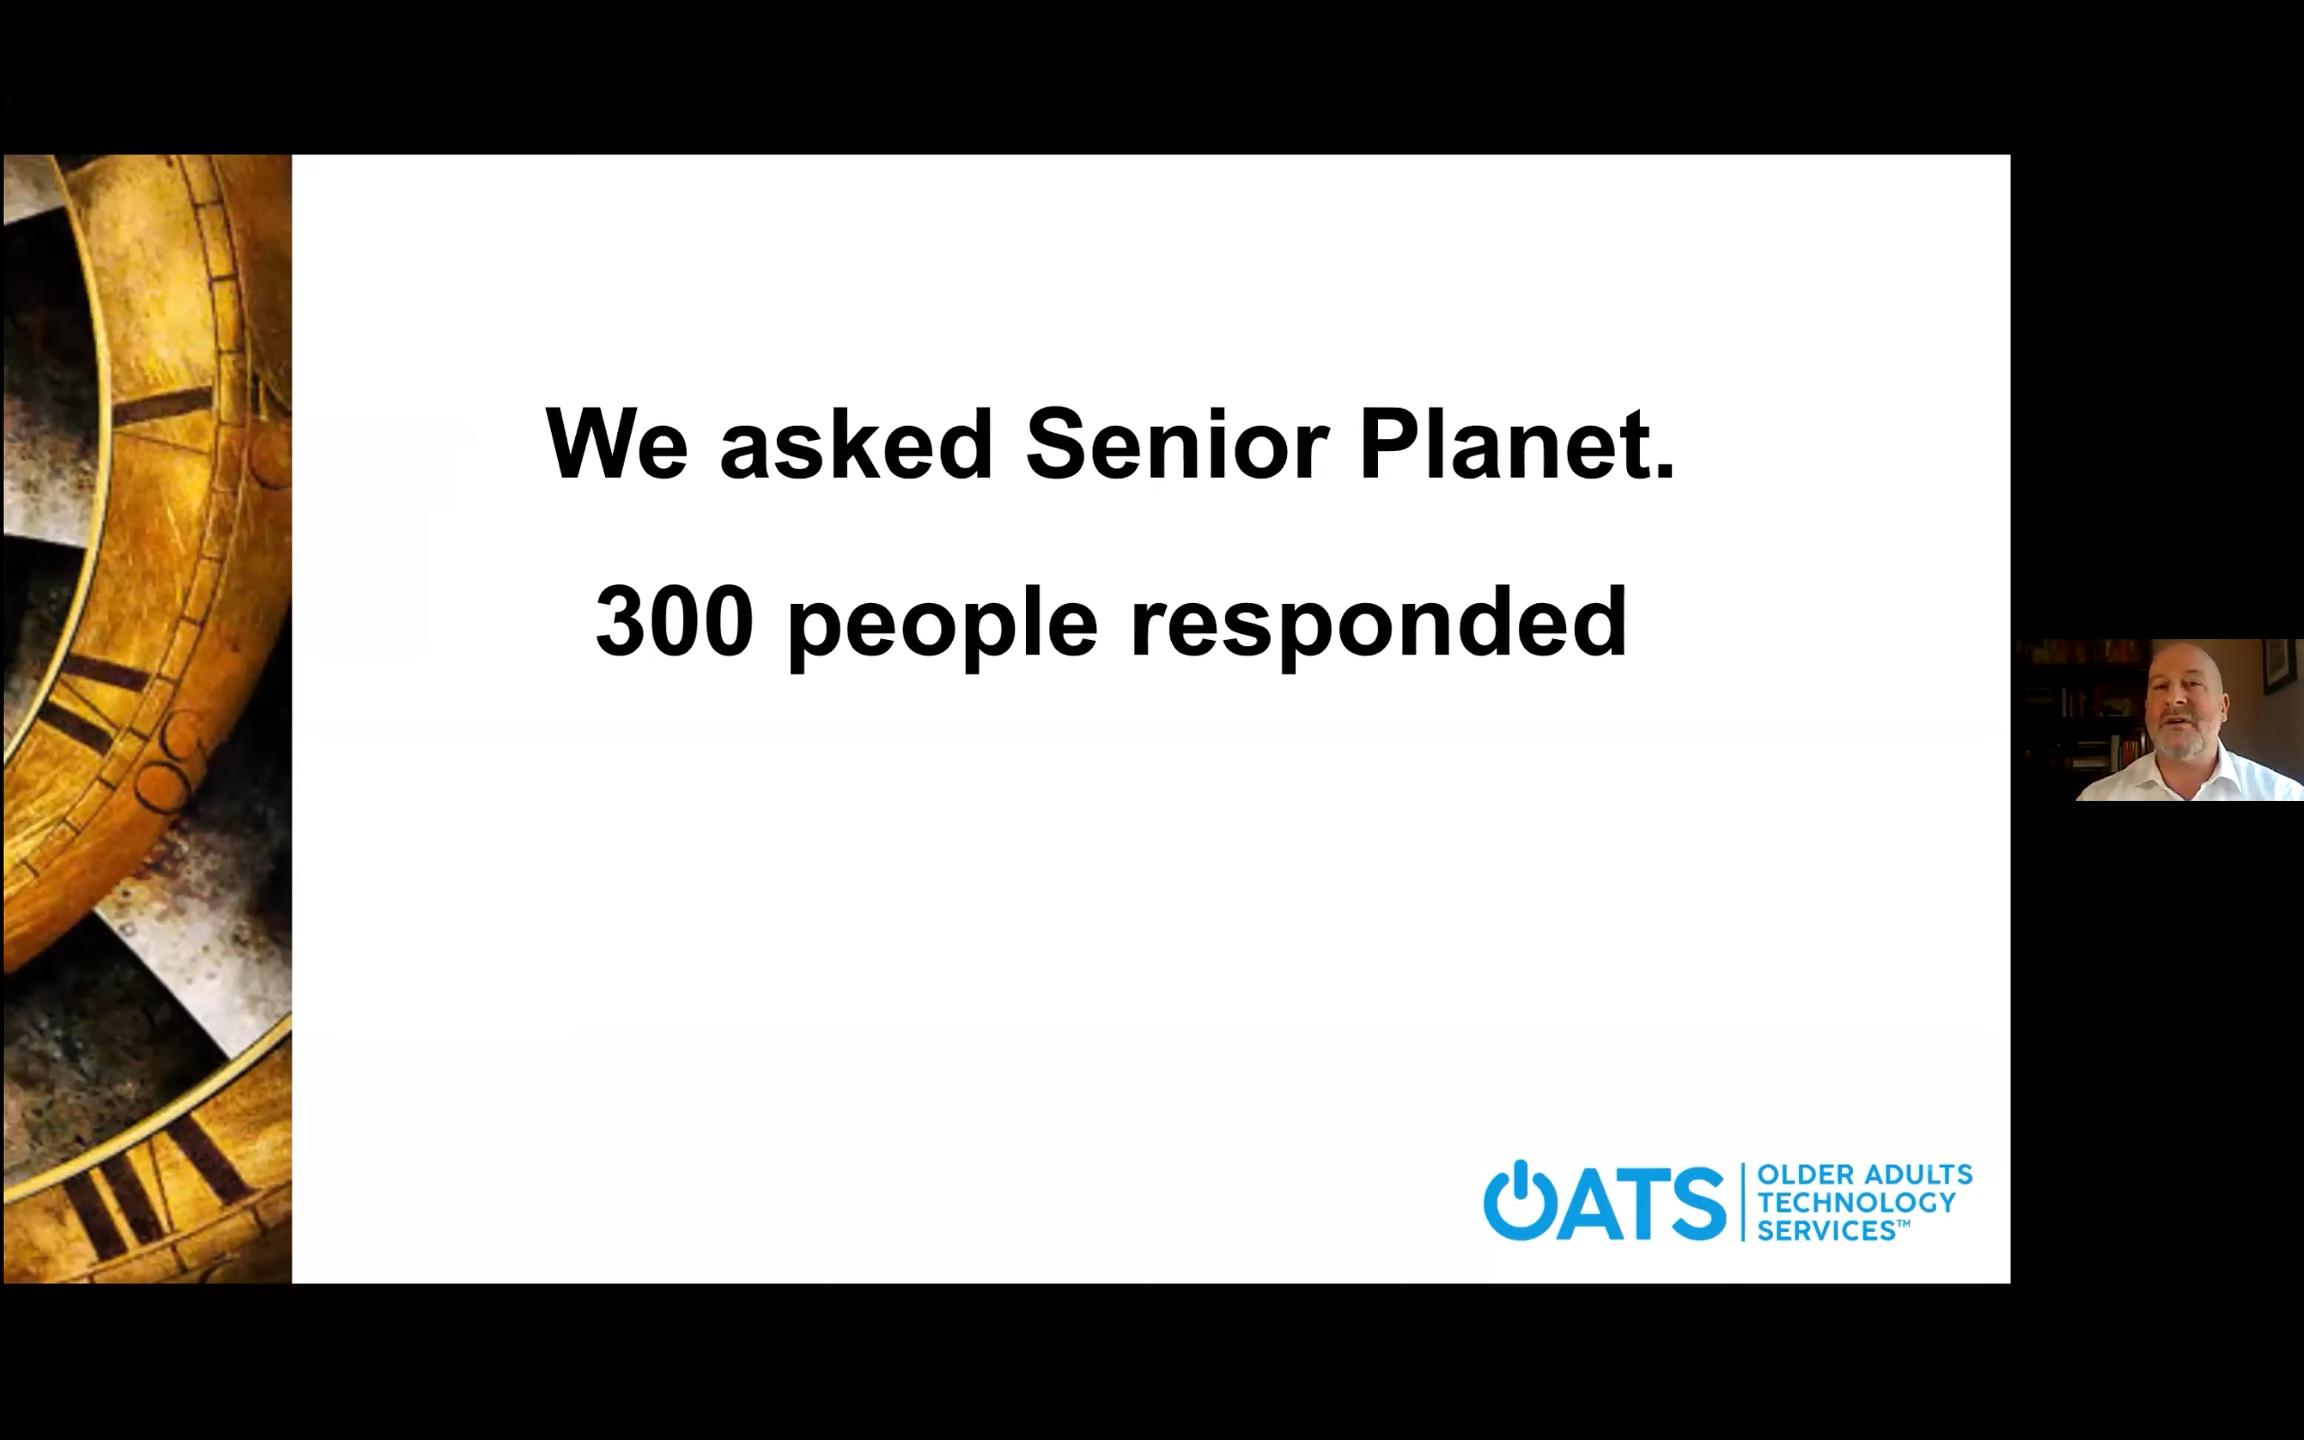 We asked Senior Planet.
300 people responded
OATS
OLDER ADULTS
TECHNOLOGY
SERVICES™